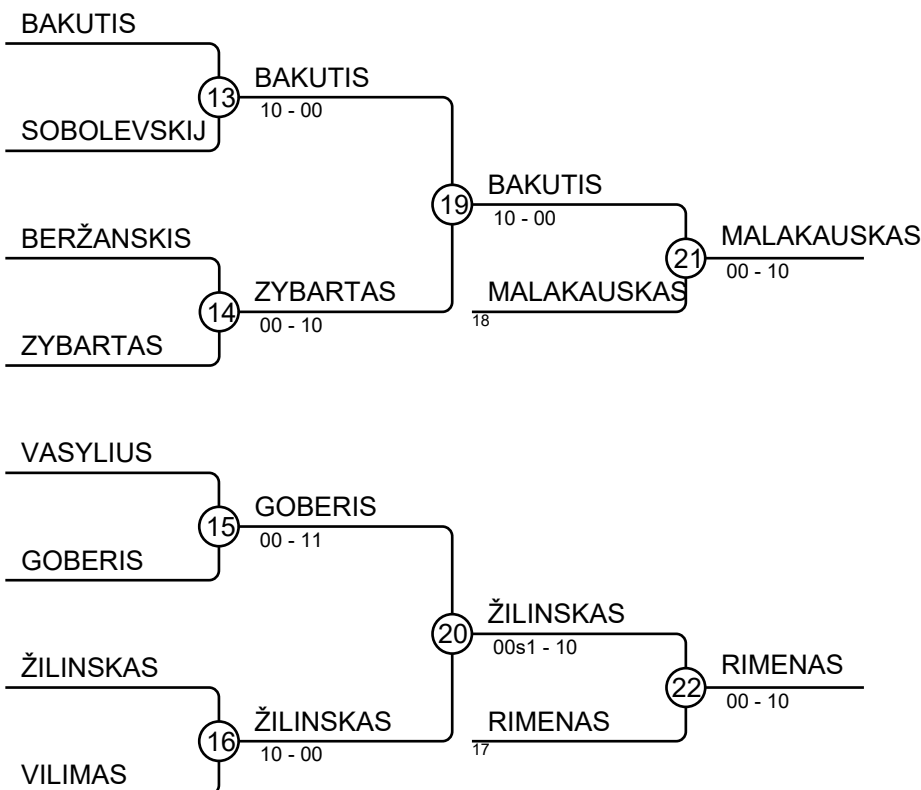 BAKUTIS
13
BAKUTIS
10 - 00
SOBOLEVSKIJ
19
BAKUTIS
10 - 00
BERŽANSKIS
14
ZYBARTAS
00 - 10
ZYBARTAS
MALAKAUSKAS
18
21
MALAKAUSKAS
00 - 10
VASYLIUS
15
GOBERIS
00 - 11
GOBERIS
20
ŽILINSKAS
00s1 - 10
ŽILINSKAS
16
ŽILINSKAS
10 - 00
VILIMAS
RIMENAS
17
22
RIMENAS
00 - 10